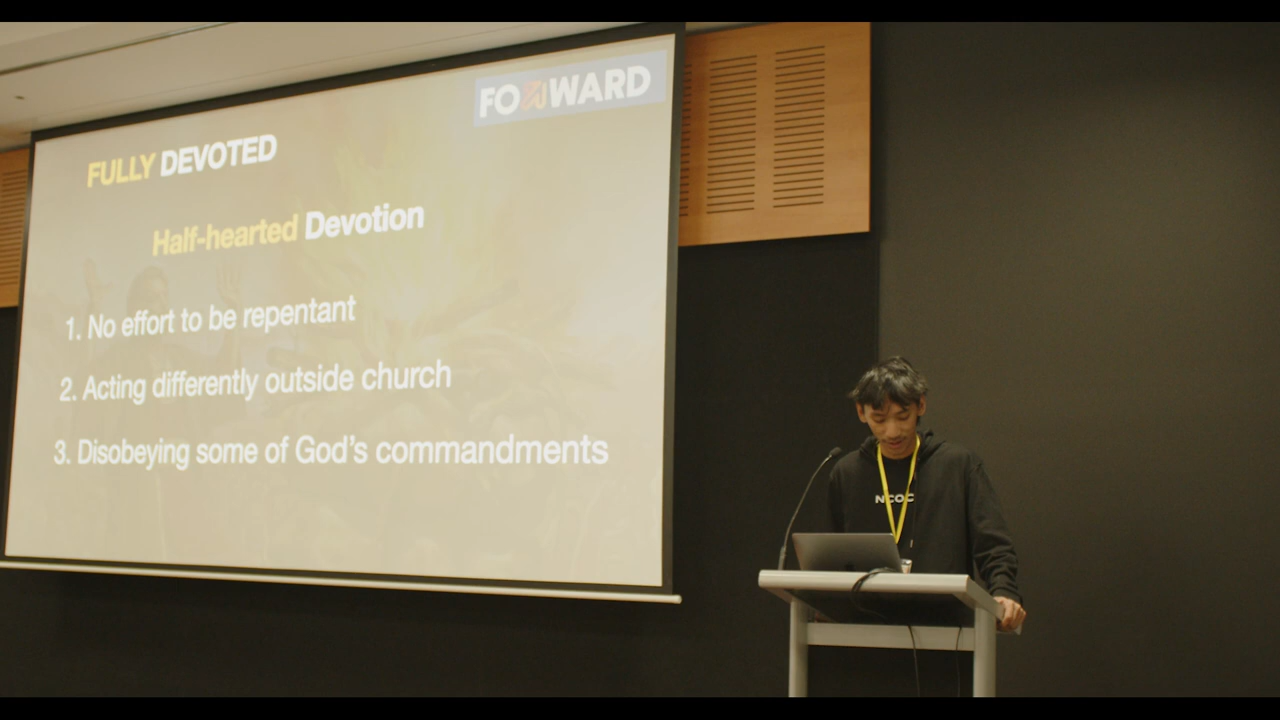 FORWARD
FULLY DEVOTED
Half-hearted Devotion
1. No effort to be repentant
2. Acting differently outside church
3. Disobeying some of God's commandments
NCOC